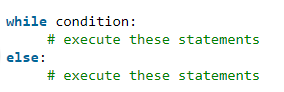 while condition:
     # execute these statements
else:
     # execute these statements